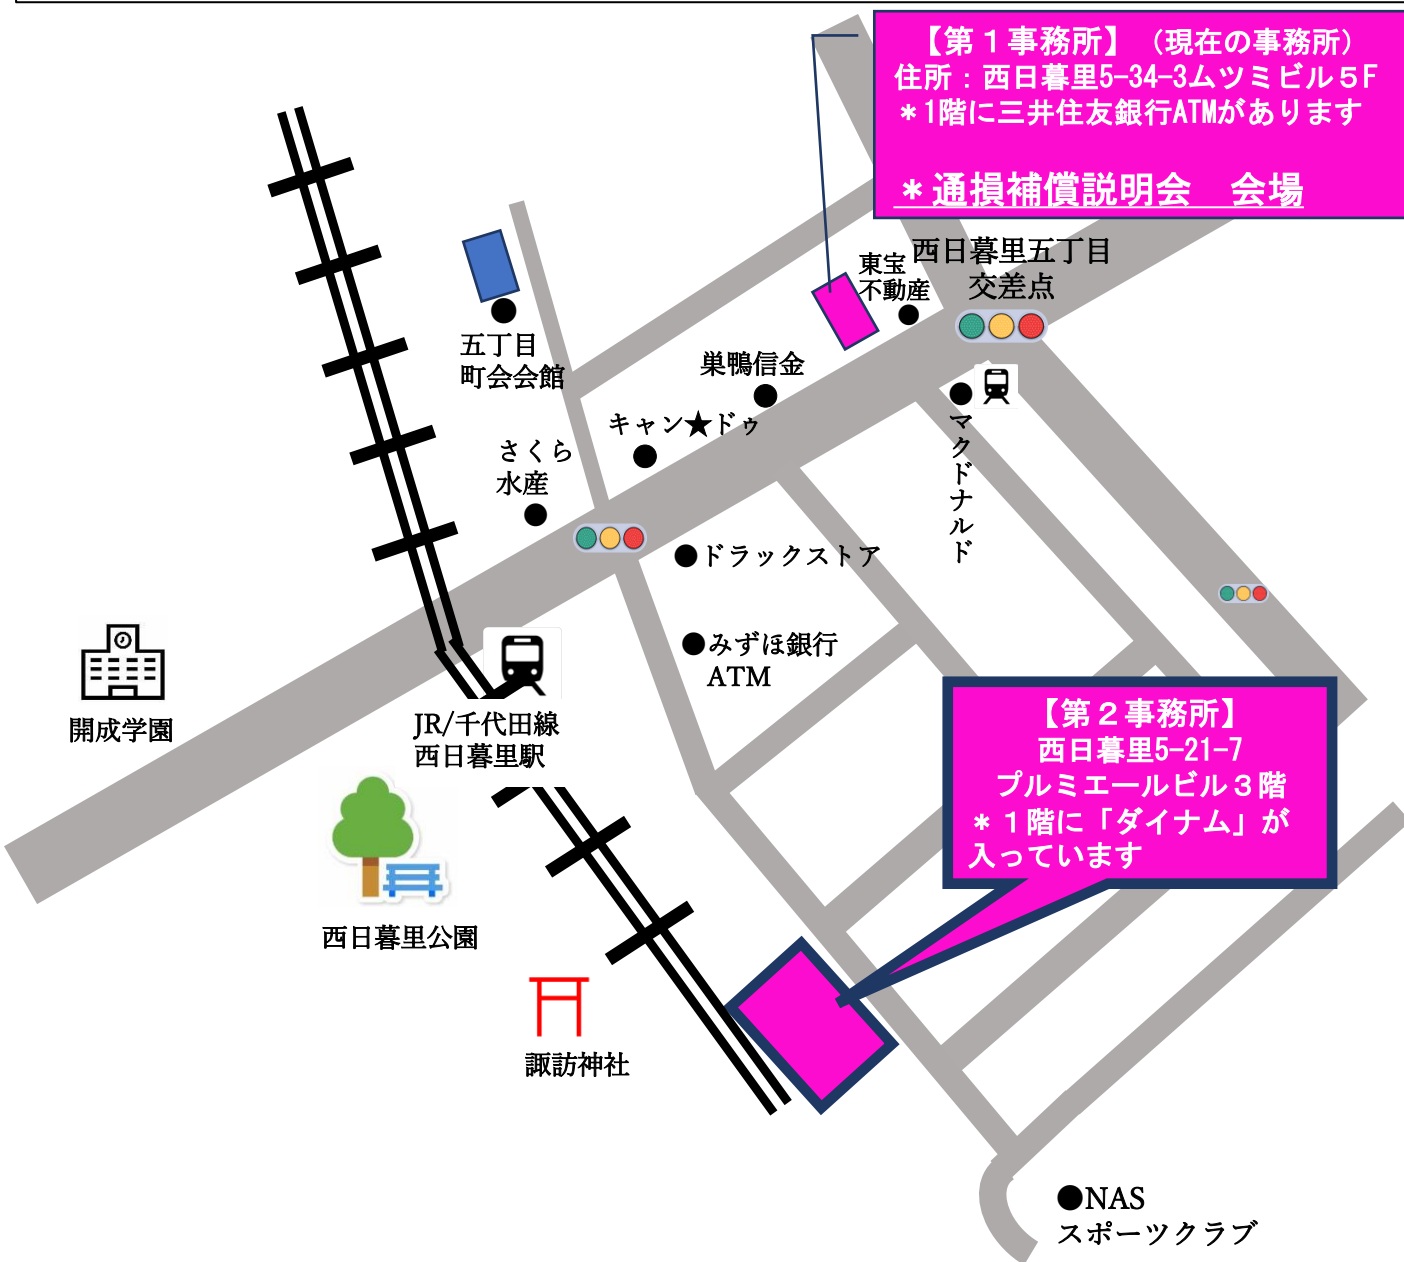 【第１事務所】（現在の事務所）
住所：西日暮里5-34-3ムツミビル５F
＊1階に三井住友銀行ATMがあります
＊通損補償説明会　会場
西日暮里五丁目
交差点
東宝
不動産
五丁目
町会会館
巣鴨信金
キャン★ドゥ
さくら
水産
マクドナルド
●ドラックストア
●みずほ銀行
ATM
開成学園
JR/千代田線
西日暮里駅
【第２事務所】
西日暮里5-21-7
プルミエールビル３階
＊１階に「ダイナム」が
入っています
西日暮里公園
諏訪神社
●NAS
スポーツクラブ